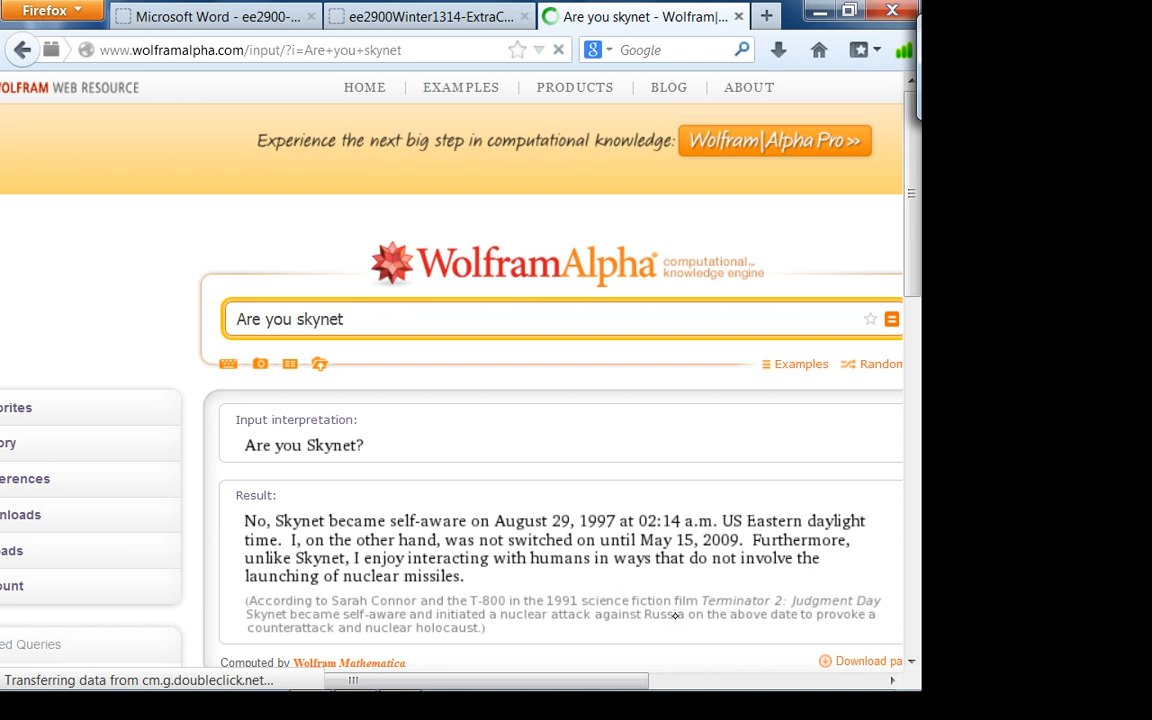 Firefox
Microsoft Word - ee2900-...
ee2900Winter1314-ExtraC...
Are you skynet - Wolfram|...
www.wolframalpha.com/input/?i=Are+you+skynet
Google
WOLFRAM WEB RESOURCE
HOME
EXAMPLES
PRODUCTS
BLOG
ABOUT
Experience the next big step in computational knowledge:
Wolfram|Alpha Pro >>
WolframAlpha
computational...
knowledge engine
Are you skynet
Examples
Random
orites
ory
erences
nloads
oads
ount
ed Queries
Input interpretation:
Are you Skynet?
Result:
No, Skynet became self-aware on August 29, 1997 at 02:14 a.m. US Eastern daylight
time. I, on the other hand, was not switched on until May 15, 2009. Furthermore,
unlike Skynet, I enjoy interacting with humans in ways that do not involve the
launching of nuclear missiles.
(According to Sarah Connor and the T-800 in the 1991 science fiction film Terminator 2: Judgment Day
Skynet became self-aware and initiated a nuclear attack against Russia on the above date to provoke a
counterattack and nuclear holocaust.)
Computed by Wolfram Mathematica
Download pa
Transferring data from cm.g.doubleclick.net...